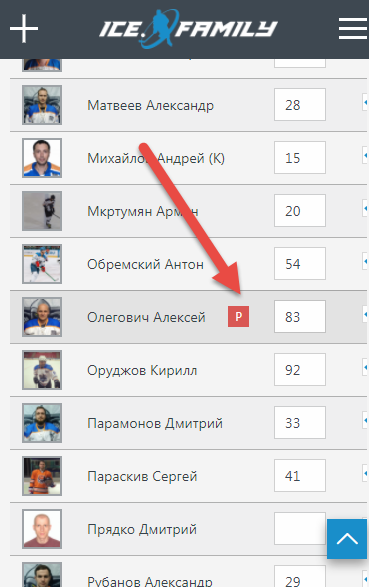 ICE.FAMILY
Матвеев Александр 28
Михайлов Андрей (К) 15
Мкртумян Армен 20
Обремский Антон 54
Олегович Алексей Р 83
Оруджов Кирилл 92
Парамонов Дмитрий 33
Параскив Сергей 41
Прядко Дмитрий
Рубанов Александр 29